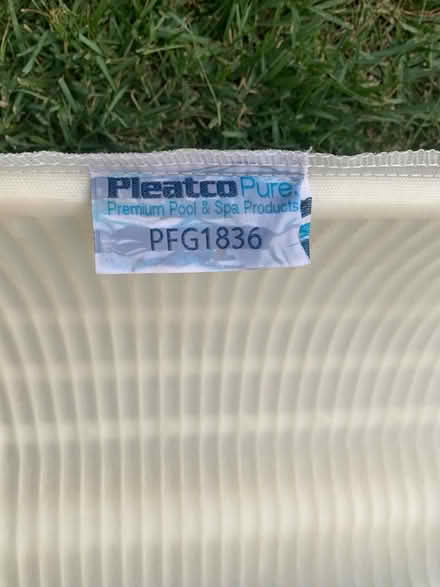 PleatcoPure.
Premium Pool & Spa Products
PFG1836